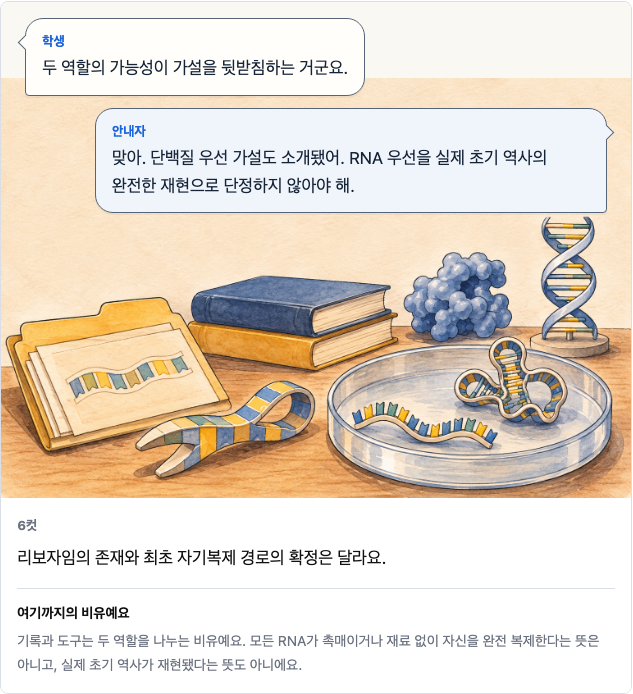 학생
두 역할의 가능성이 가설을 뒷받침하는 거군요.
안내자
맞아. 단백질 우선 가설도 소개됐어. RNA 우선을 실제 초기 역사의
완전한 재현으로 단정하지 않아야 해.
6컷
리보자임의 존재와 최초 자기복제 경로의 확정은 달라요.
여기까지의 비유예요
기록과 도구는 두 역할을 나누는 비유예요. 모든 RNA가 촉매이거나 재료 없이 자신을 완전 복제한다는 뜻은
아니고, 실제 초기 역사가 재현됐다는 뜻도 아니에요.